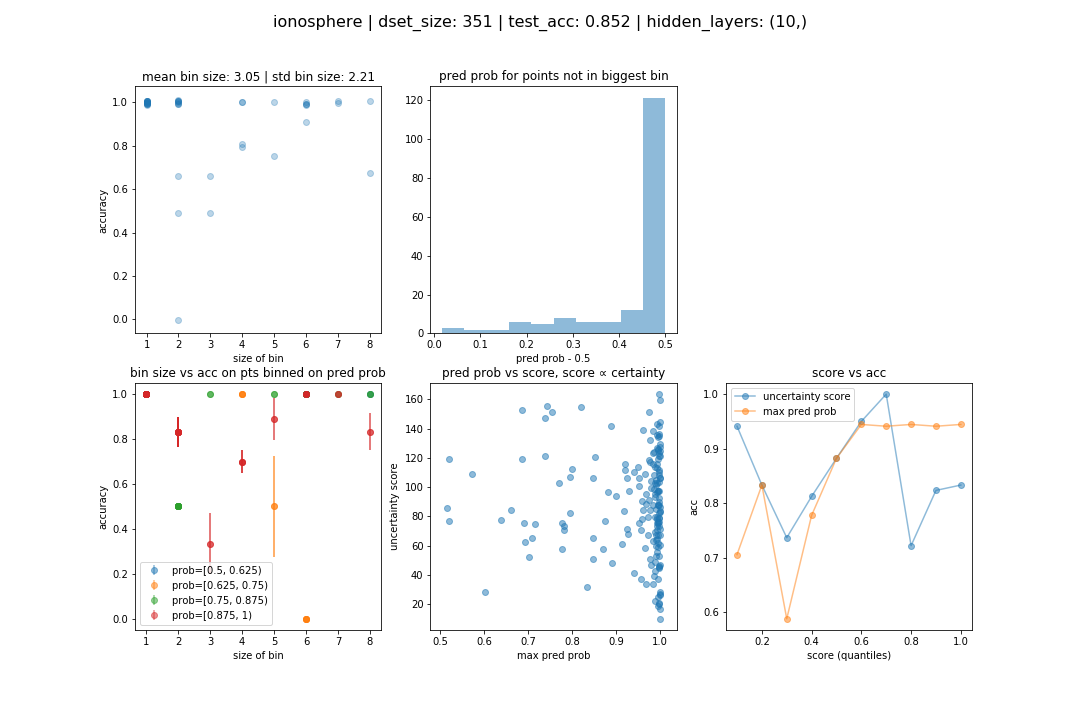 ionosphere | dset_size: 351 | test_acc: 0.852 | hidden_layers: (10,)
mean bin size: 3.05 | std bin size: 2.21
1.0
0.8
0.6
0.4
0.2
0.0
accuracy
1 2 3 4 5 6 7 8
size of bin
pred prob for points not in biggest bin
120
100
80
60
40
20
0
0.0 0.1 0.2 0.3 0.4 0.5
pred prob - 0.5
bin size vs acc on pts binned on pred prob
1.0
0.8
0.6
0.4
0.2
0.0
accuracy
prob=[0.5, 0.625)
prob=[0.625, 0.75)
prob=[0.75, 0.875)
prob=[0.875, 1)
1 2 3 4 5 6 7 8
size of bin
pred prob vs score, score ∝ certainty
160
140
120
100
80
60
40
20
uncertainty score
0.5 0.6 0.7 0.8 0.9 1.0
max pred prob
score vs acc
uncertainty score
max pred prob
1.0
0.9
0.8
0.7
0.6
acc
0.2 0.4 0.6 0.8 1.0
score (quantiles)